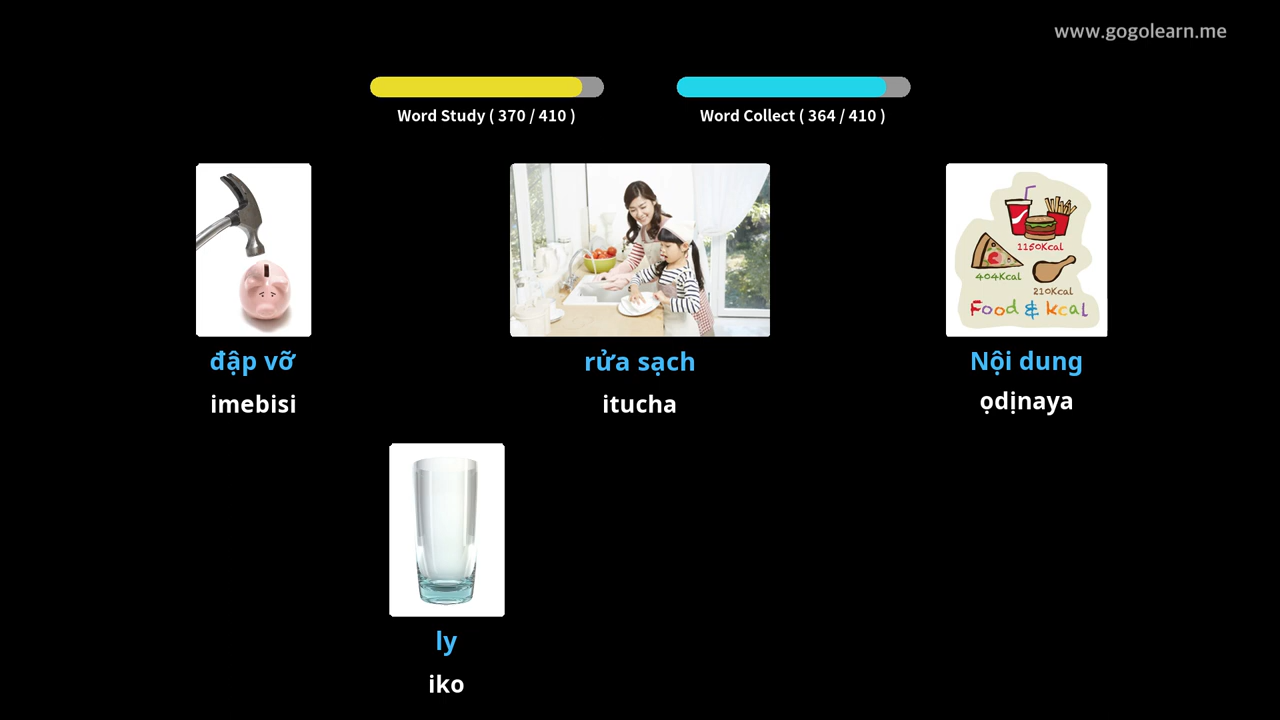 www.gogolearn.me
Word Study ( 370 / 410 )
Word Collect ( 364 / 410 )
1150Kcal
404Kcal
210Kcal
Food & kcal
đập vỡ
rửa sạch
Nội dung
imebisi
itucha
ọdịnaya
ly
iko